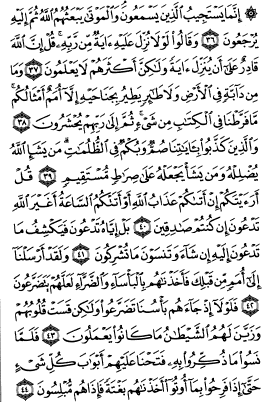 ۞ إِنَّمَا يَسْتَجِيبُ ٱلَّذِينَ يَسْمَعُونَۘ وَٱلْمَوْتَىٰ يَبْعَثُهُمُ ٱللَّهُ ثُمَّ إِلَيْهِ
يُرْجَعُونَ ٣٦ وَقَالُوا۟ لَوْلَا نُزِّلَ عَلَيْهِ ءَايَةٌ مِّن رَّبِّهِۦۚ قُلْ إِنَّ ٱللَّهَ
قَادِرٌ عَلَىٰٓ أَن يُنَزِّلَ ءَايَةً وَلَـٰكِنَّ أَكْثَرَهُمْ لَا يَعْلَمُونَ ٣٧ وَمَا
مِن دَآبَّةٍ فِى ٱلْأَرْضِ وَلَا طَـٰٓئِرٍ يَطِيرُ بِجَنَاحَيْهِ إِلَّآ أُمَمٌ أَمْثَالُكُمۚ
مَّا فَرَّطْنَا فِى ٱلْكِتَـٰبِ مِن شَىْءٍۚ ثُمَّ إِلَىٰ رَبِّهِمْ يُحْشَرُونَ ٣٨
وَٱلَّذِينَ كَذَّبُوا۟ بِـَٔايَـٰتِنَا صُمٌّ وَبُكْمٌ فِى ٱلظُّلُمَـٰتِۗ مَن يَشَإِ ٱللَّهُ
يُضْلِلْهُ وَمَن يَشَأْ يَجْعَلْهُ عَلَىٰ صِرَٰطٍ مُّسْتَقِيمٍ ٣٩ قُلْ
أَرَءَيْتَكُمْ إِنْ أَتَىٰكُمْ عَذَابُ ٱللَّهِ أَوْ أَتَتْكُمُ ٱلسَّاعَةُ أَغَيْرَ ٱللَّهِ
تَدْعُونَ إِن كُنتُمْ صَـٰدِقِينَ ٤٠ بَلْ إِيَّاهُ تَدْعُونَ فَيَكْشِفُ مَا
تَدْعُونَ إِلَيْهِ إِن شَآءَ وَتَنسَوْنَ مَا تُشْرِكُونَ ٤١ وَلَقَدْ أَرْسَلْنَآ
إِلَىٰٓ أُمَمٍ مِّن قَبْلِكَ فَأَخَذْنَـٰهُم بِٱلْبَأْسَآءِ وَٱلضَّرَّآءِ لَعَلَّهُمْ يَتَضَرَّعُونَ
٤٢ فَلَوْلَآ إِذْ جَآءَهُم بَأْسُنَا تَضَرَّعُوا۟ وَلَـٰكِن قَسَتْ قُلُوبُهُمْ
وَزَيَّنَ لَهُمُ ٱلشَّيْطَـٰنُ مَا كَانُوا۟ يَعْمَلُونَ ٤٣ فَلَمَّا
نَسُوا۟ مَا ذُكِّرُوا۟ بِهِۦ فَتَحْنَا عَلَيْهِمْ أَبْوَٰبَ كُلِّ شَىْءٍ
حَتَّىٰٓ إِذَا فَرِحُوا۟ بِمَآ أُوتُوٓا۟ أَخَذْنَـٰهُم بَغْتَةً فَإِذَا هُم مُّبْلِسُونَ ٤٤